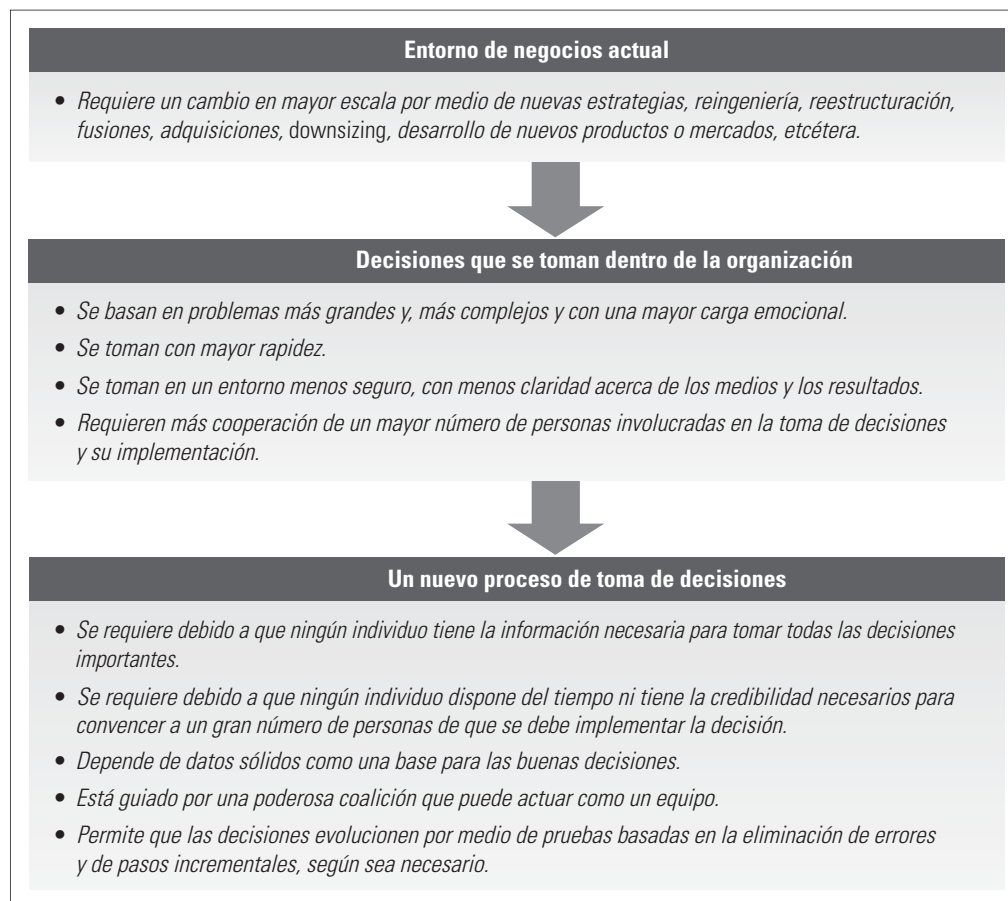 Entorno de negocios actual
• Requiere un cambio en mayor escala por medio de nuevas estrategias, reingeniería, reestructuración,
fusiones, adquisiciones, downsizing, desarrollo de nuevos productos o mercados, etcétera.
Decisiones que se toman dentro de la organización
• Se basan en problemas más grandes y, más complejos y con una mayor carga emocional.
• Se toman con mayor rapidez.
• Se toman en un entorno menos seguro, con menos claridad acerca de los medios y los resultados.
• Requieren más cooperación de un mayor número de personas involucradas en la toma de decisiones
y su implementación.
Un nuevo proceso de toma de decisiones
• Se requiere debido a que ningún individuo tiene la información necesaria para tomar todas las decisiones
importantes.
• Se requiere debido a que ningún individuo dispone del tiempo ni tiene la credibilidad necesarios para
convencer a un gran número de personas de que se debe implementar la decisión.
• Depende de datos sólidos como una base para las buenas decisiones.
• Está guiado por una poderosa coalición que puede actuar como un equipo.
• Permite que las decisiones evolucionen por medio de pruebas basadas en la eliminación de errores
y de pasos incrementales, según sea necesario.